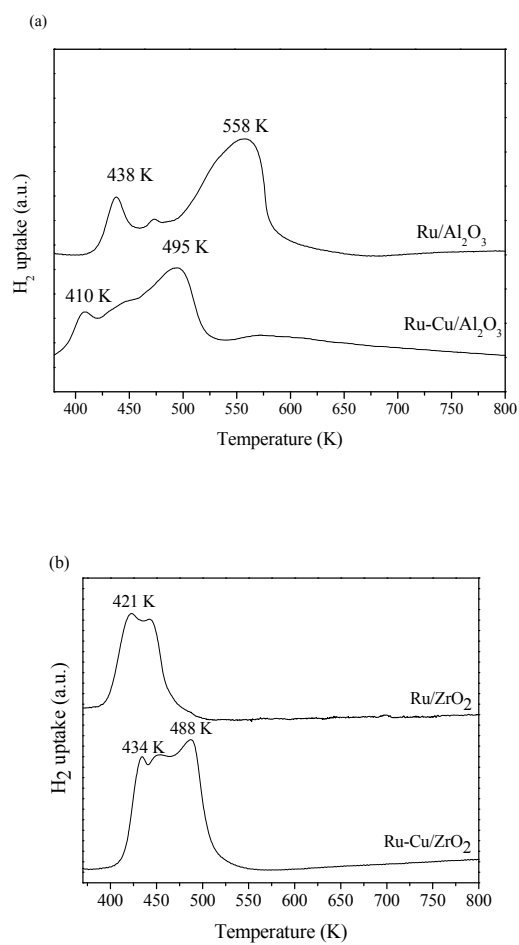 (a)
558 K
438 K
Ru/Al₂O₃
495 K
410 K
Ru-Cu/Al₂O₃
H₂ uptake (a.u.)
400 450 500 550 600 650 700 750 800
Temperature (K)
(b)
421 K
Ru/ZrO₂
488 K
434 K
Ru-Cu/ZrO₂
H2 uptake (a.u.)
400 450 500 550 600 650 700 750 800
Temperature (K)